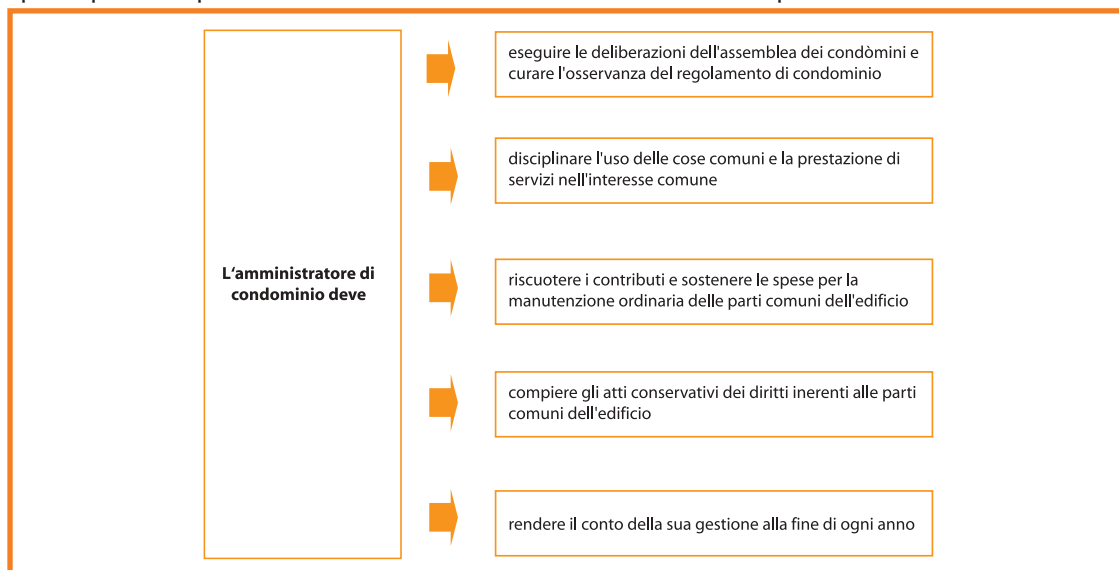 L‘amministratore di
condominio deve
eseguire le deliberazioni dell'assemblea dei condòmini e
curare l'osservanza del regolamento di condominio
disciplinare l'uso delle cose comuni e la prestazione di
servizi nell'interesse comune
riscuotere i contributi e sostenere le spese per la
manutenzione ordinaria delle parti comuni dell'edificio
compiere gli atti conservativi dei diritti inerenti alle parti
comuni dell'edificio
rendere il conto della sua gestione alla fine di ogni anno